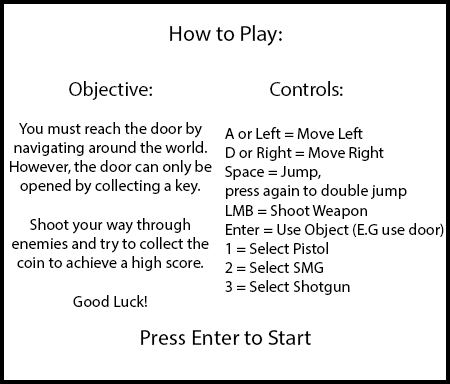 How to Play:
Objective:
You must reach the door by
navigating around the world.
However, the door can only be
opened by collecting a key.
Shoot your way through
enemies and try to collect the
coin to achieve a high score.
Good Luck!
Controls:
A or Left = Move Left
D or Right = Move Right
Space = Jump,
press again to double jump
LMB = Shoot Weapon
Enter = Use Object (E.G use door)
1 = Select Pistol
2 = Select SMG
3 = Select Shotgun
Press Enter to Start